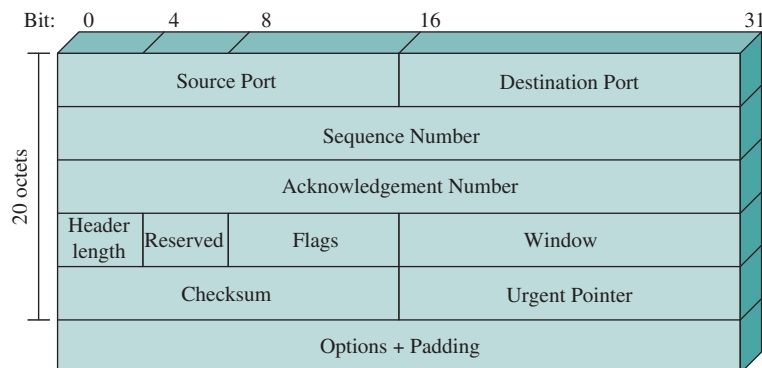 Bit: 0 4 8 16 31
Source Port Destination Port
Sequence Number
Acknowledgement Number
Header length Reserved Flags Window
Checksum Urgent Pointer
Options + Padding
20 octets